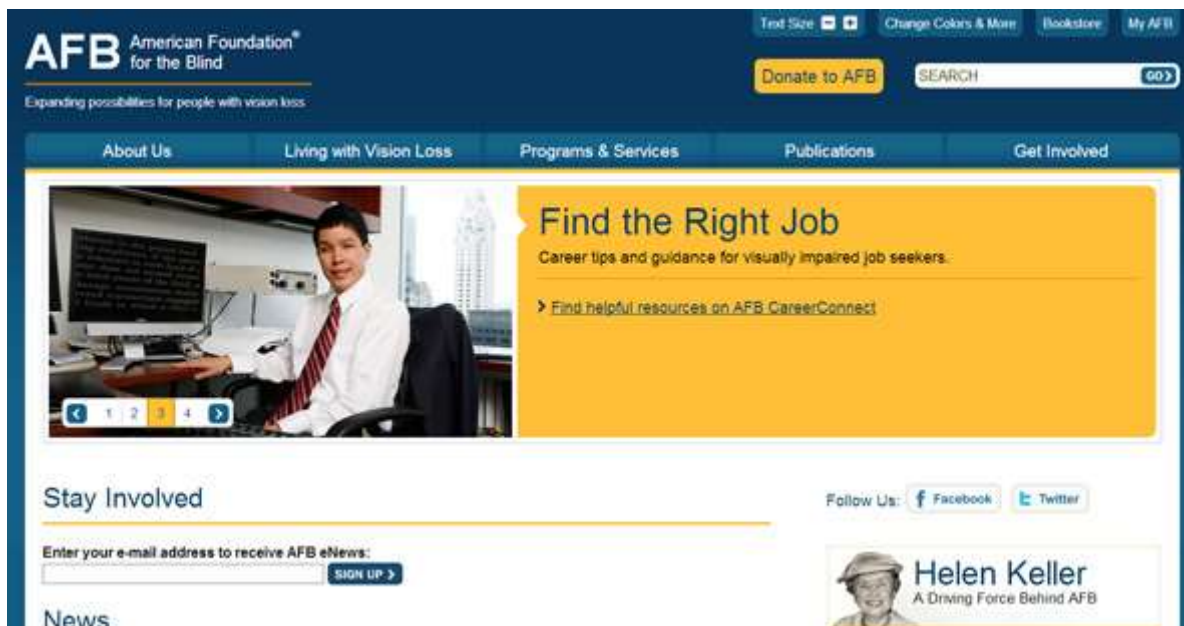 Text Size
Change Colors & More
Bookstore
My AFB
AFB
American Foundation®
for the Blind
Expanding possibilities for people with vision loss
Donate to AFB
SEARCH
GO
About Us
Living with Vision Loss
Programs & Services
Publications
Get Involved
Find the Right Job
Career tips and guidance for visually impaired job seekers.
Find helpful resources on AFB CareerConnect
1 2 3 4
Stay Involved
Follow Us:
Facebook
Twitter
Enter your e-mail address to receive AFB eNews:
SIGN UP
Helen Keller
A Driving Force Behind AFB
News